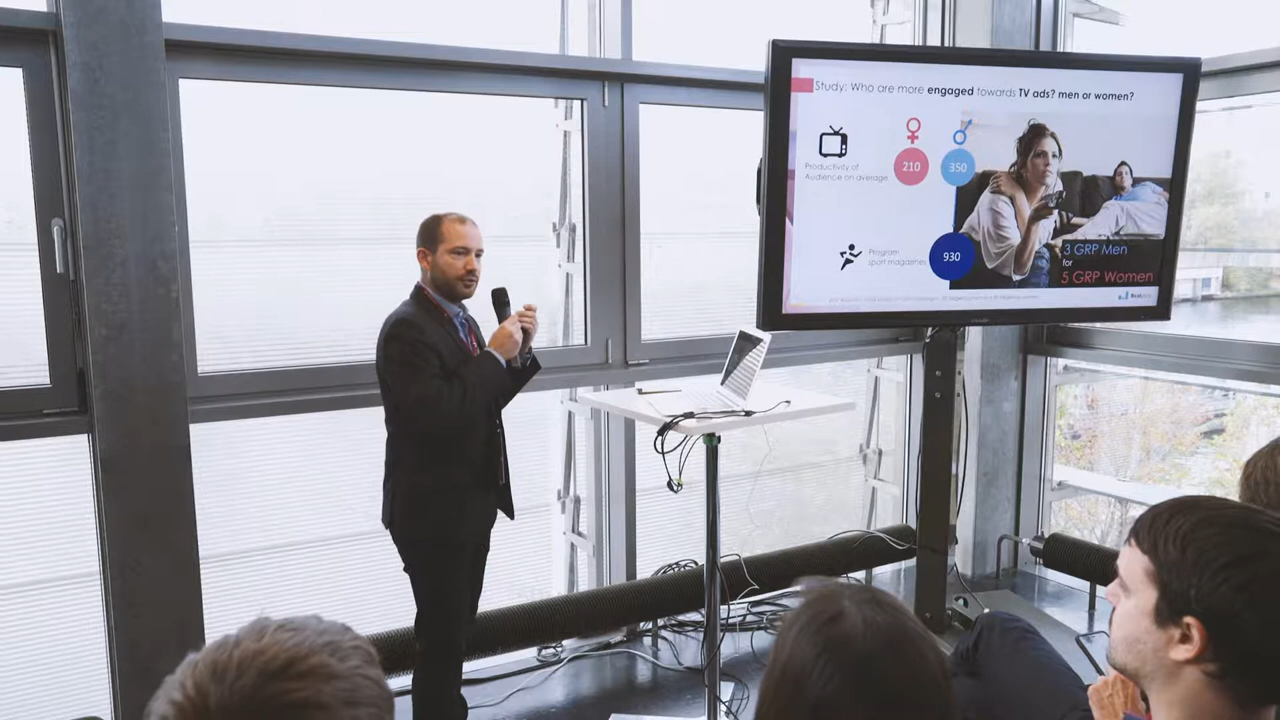 Study: Who are more engaged towards TV ads? men or women?
210
350
Productivity of
Audience on average
Program
sport magazines
930
3 GRP Men
for
5 GRP Women